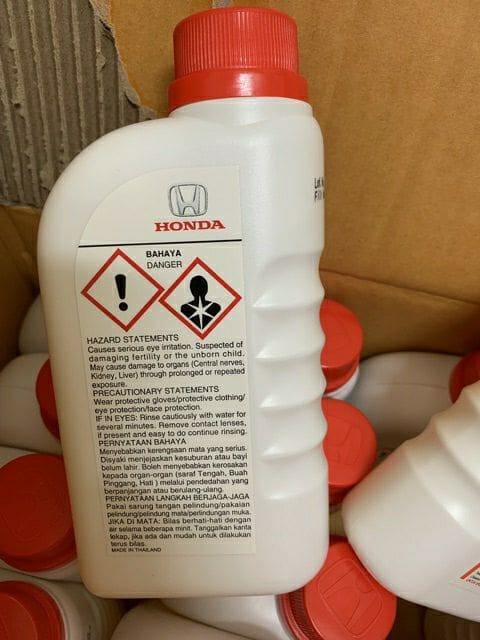 HONDA
BAHAYA
DANGER
HAZARD STATEMENTS
Causes serious eye irritation. Suspected of
damaging fertility or the unborn child.
May cause damage to organs (Central nerves,
Kidney, Liver) through prolonged or repeated
exposure.
PRECAUTIONARY STATEMENTS
Wear protective gloves/protective clothing/
eye protection/face protection.
IF IN EYES: Rinse cautiously with water for
several minutes. Remove contact lenses,
if present and easy to do continue rinsing.
PERNYATAAN BAHAYA
Menyebabkan kerengsaan mata yang serius.
Disyaki menjejaskan kesuburan atau bayi
belum lahir. Boleh menyebabkan kerosakan
kepada organ-organ (saraf Tengah, Buah
Pinggang, Hati ) melalui pendedahan yang
berpanjangan atau berulang-ulang.
PERNYATAAN LANGKAH BERJAGA-JAGA
Pakai sarung tangan pelindung/pakaian
pelindung/pelindung mata/perlindungan muka.
JIKA DI MATA: Bilas berhati-hati dengan
air selama beberapa minit. Tanggalkan kanta
lekap, jika ada dan mudah untuk dilakukan
terus bilas.
MADE IN THAILAND
Lot
Fill